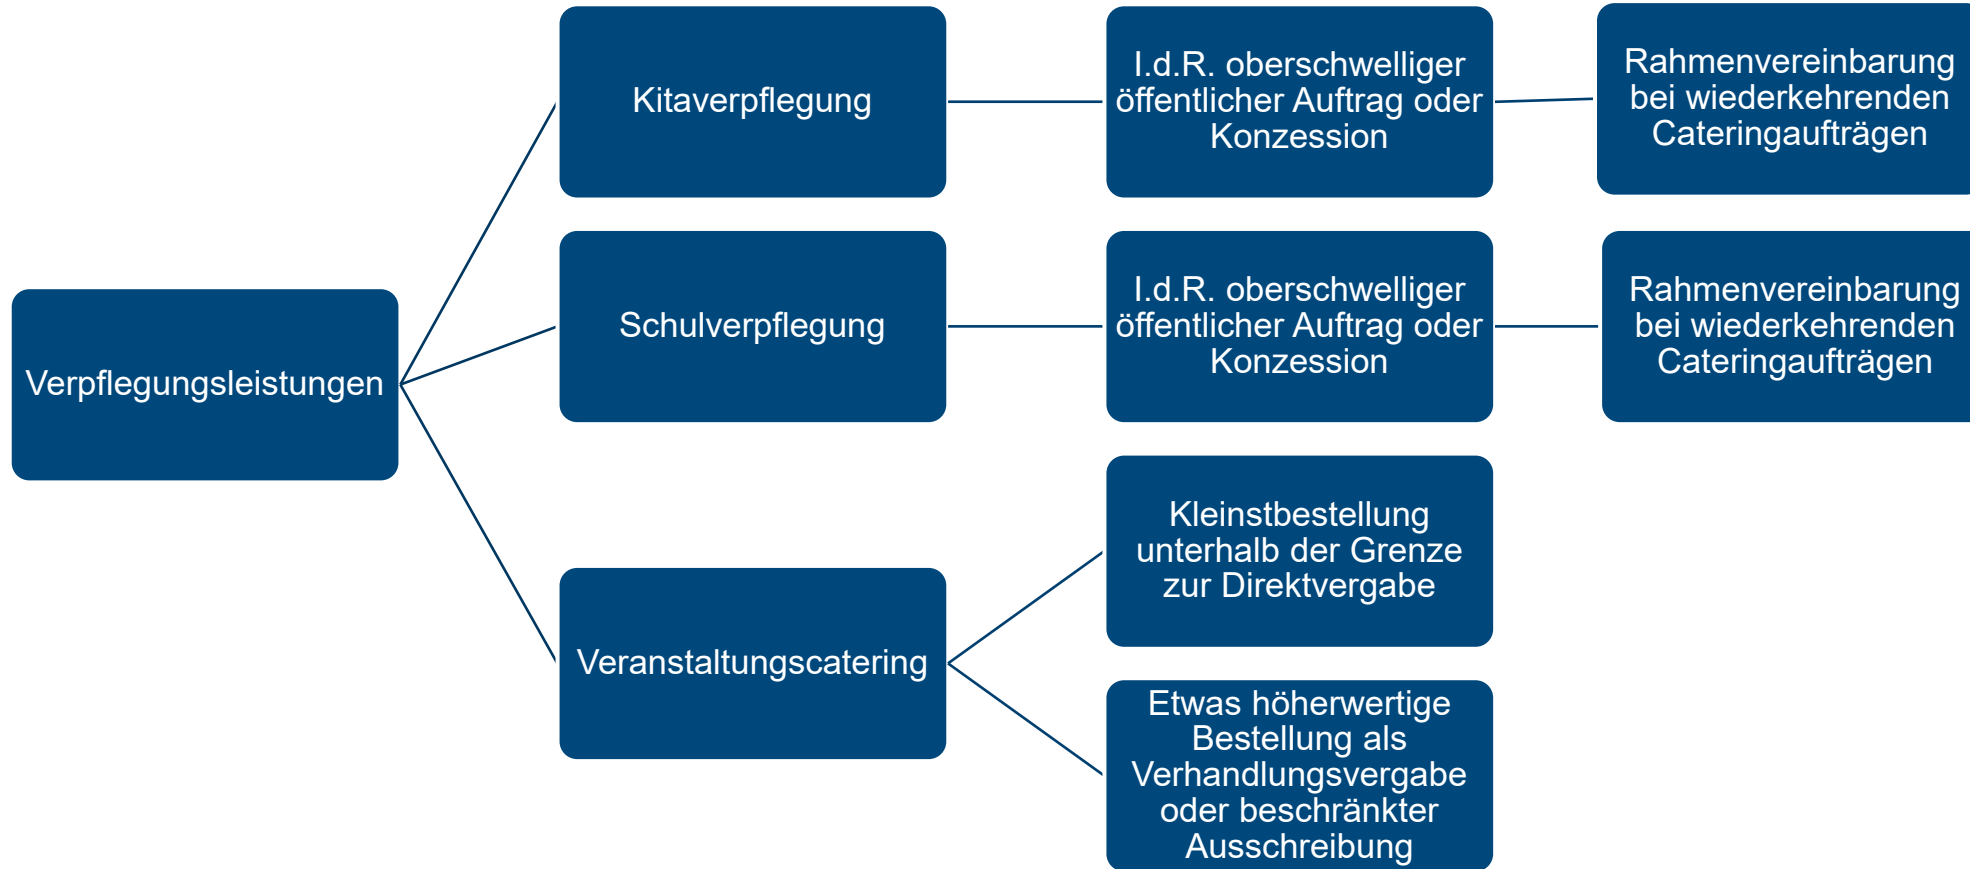 Verpflegungsleistungen
Kitaverpflegung
I.d.R. oberschwelliger
öffentlicher Auftrag oder
Konzession
Rahmenvereinbarung
bei wiederkehrenden
Cateringaufträgen
Schulverpflegung
I.d.R. oberschwelliger
öffentlicher Auftrag oder
Konzession
Rahmenvereinbarung
bei wiederkehrenden
Cateringaufträgen
Veranstaltungscatering
Kleinstbestellung
unterhalb der Grenze
zur Direktvergabe
Etwas höherwertige
Bestellung als
Verhandlungsvergabe
oder beschränkter
Ausschreibung